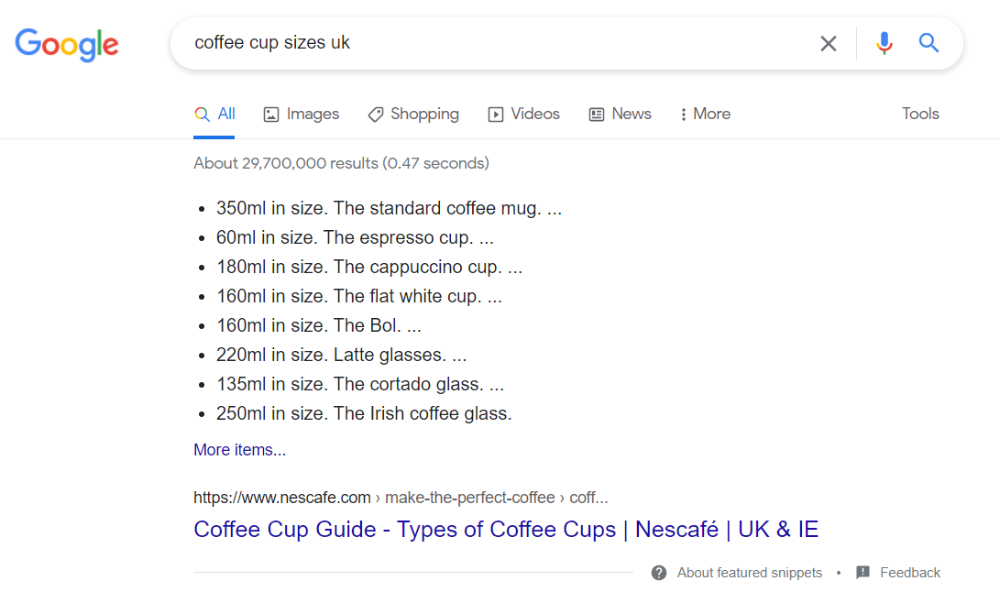 Google
coffee cup sizes uk
All Images Shopping Videos News More Tools
About 29,700,000 results (0.47 seconds)
• 350ml in size. The standard coffee mug. ...
• 60ml in size. The espresso cup. ...
• 180ml in size. The cappuccino cup. ...
• 160ml in size. The flat white cup. ...
• 160ml in size. The Bol. ...
• 220ml in size. Latte glasses. ...
• 135ml in size. The cortado glass. ...
• 250ml in size. The Irish coffee glass.
More items...
https://www.nescafe.com › make-the-perfect-coffee › coff...
Coffee Cup Guide - Types of Coffee Cups | Nescafé | UK & IE
About featured snippets • Feedback